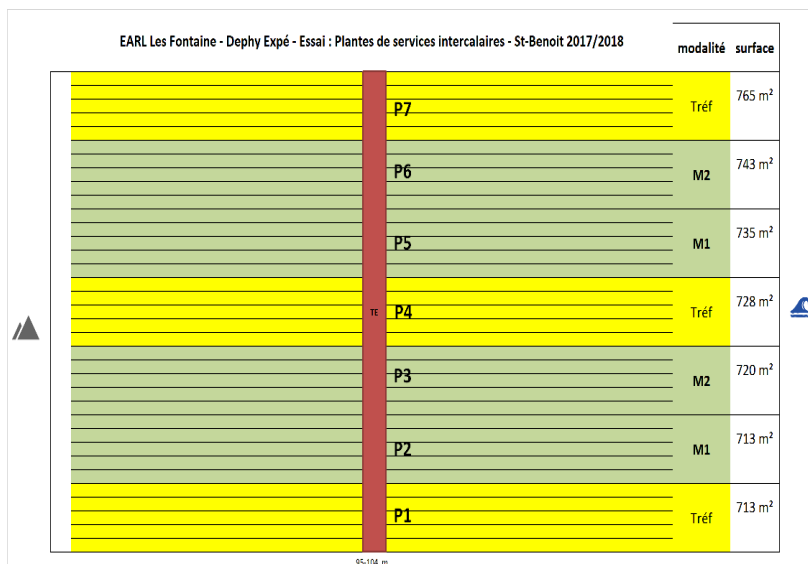 EARL Les Fontaine - Dephy Expé - Essai : Plantes de services intercalaires - St-Benoit 2017/2018
modalité surface
P7 Tréf 765 m²
P6 M2 743 m²
P5 M1 735 m²
TE P4 Tréf 728 m²
P3 M2 720 m²
P2 M1 713 m²
P1 Tréf 713 m²
95-104 m